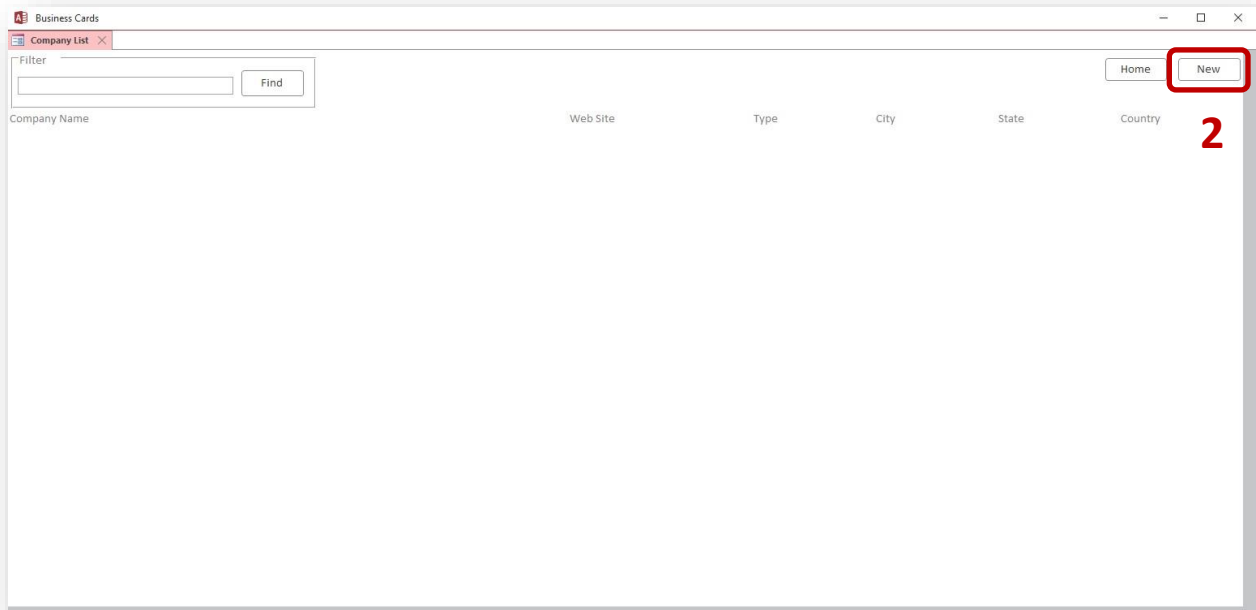 Business Cards
Company List
Filter
Find
Home
New
Company Name Web Site Type City State Country
2